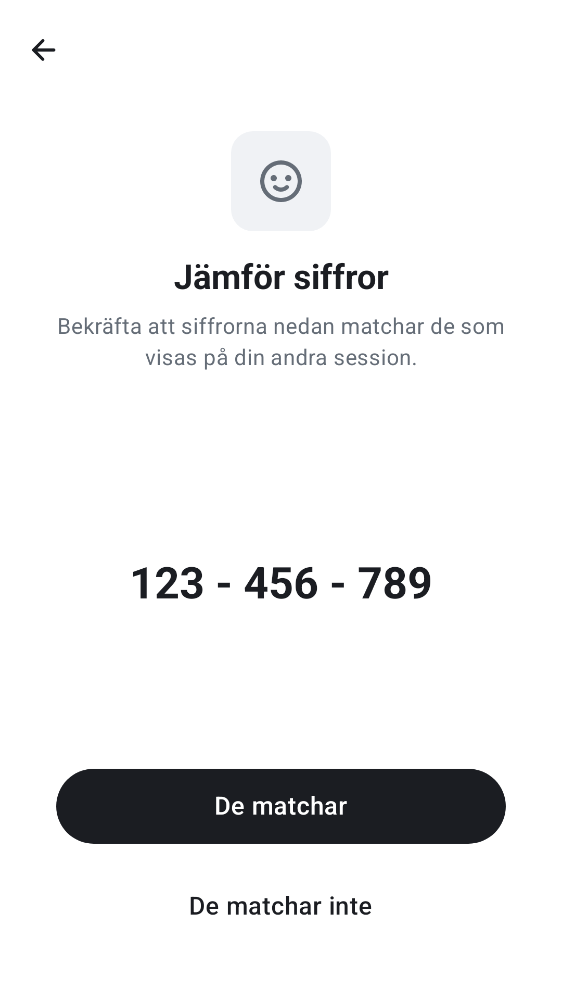 Jämför siffror
Bekräfta att siffrorna nedan matchar de som
visas på din andra session.
123 - 456 - 789
De matchar
De matchar inte